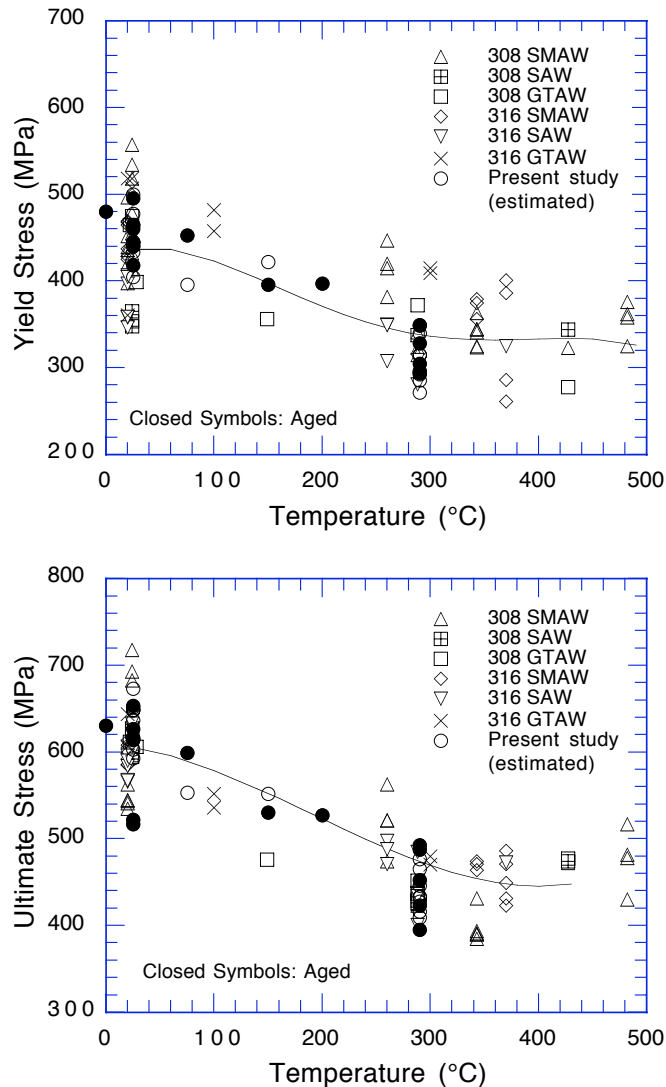 700
600
500
400
300
200
Yield Stress (MPa)
308 SMAW
308 SAW
308 GTAW
316 SMAW
316 SAW
316 GTAW
Present study
(estimated)
Closed Symbols: Aged
0 100 200 300 400 500
Temperature (°C)
800
700
600
500
400
300
Ultimate Stress (MPa)
308 SMAW
308 SAW
308 GTAW
316 SMAW
316 SAW
316 GTAW
Present study
(estimated)
Closed Symbols: Aged
0 100 200 300 400 500
Temperature (°C)